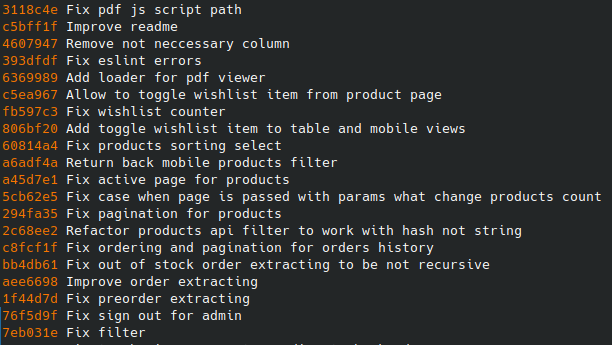 3118c4e Fix pdf js script path
c5bff1f Improve readme
4607947 Remove not neccessary column
393dfdf Fix eslint errors
6369989 Add loader for pdf viewer
c5ea967 Allow to toggle wishlist item from product page
fb597c3 Fix wishlist counter
806bf20 Add toggle wishlist item to table and mobile views
60814a4 Fix products sorting select
a6adf4a Return back mobile products filter
a45d7e1 Fix active page for products
5cb62e5 Fix case when page is passed with params what change products count
294fa35 Fix pagination for products
2c68ee2 Refactor products api filter to work with hash not string
c8fcf1f Fix ordering and pagination for orders history
bb4db61 Fix out of stock order extracting to be not recursive
aee6698 Improve order extracting
1f44d7d Fix preorder extracting
76f5d9f Fix sign out for admin
7eb031e Fix filter